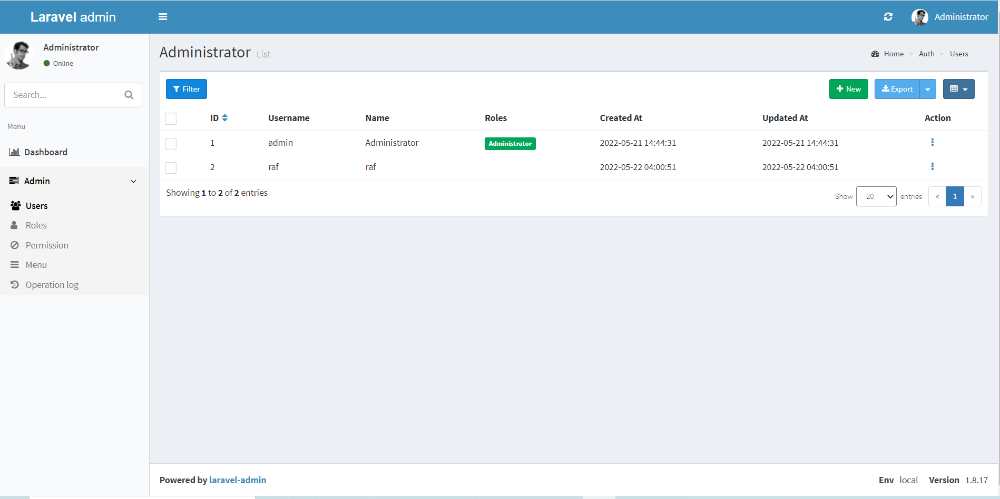 Laravel admin
Administrator
Administrator
Online
Search...
Menu
Dashboard
Admin
Users
Roles
Permission
Menu
Operation log
Administrator List
Home > Auth > Users
Filter
New Export
ID Username Name Roles Created At Updated At Action
1 admin Administrator Administrator 2022-05-21 14:44:31 2022-05-21 14:44:31
2 raf raf 2022-05-22 04:00:51 2022-05-22 04:00:51
Showing 1 to 2 of 2 entries
Show 20 entries « 1 »
Powered by laravel-admin
Env local Version 1.8.17